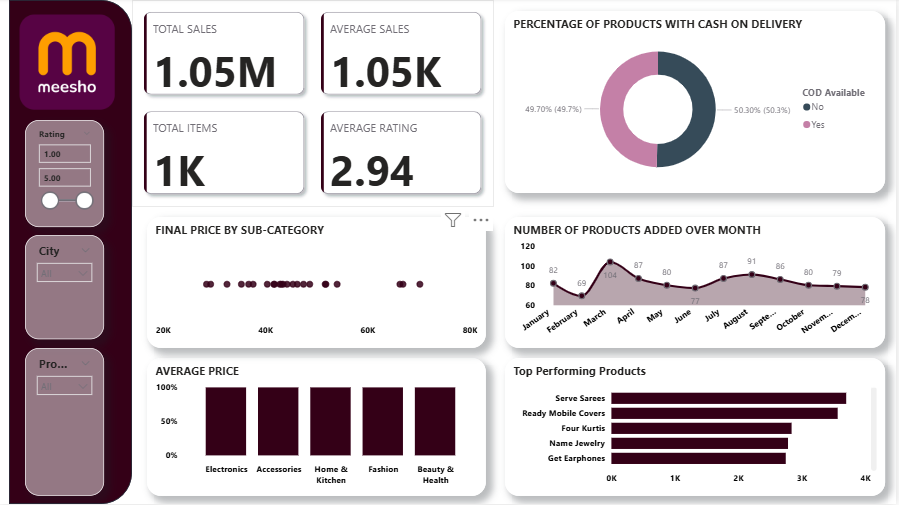 meesho
Rating
1.00
5.00
City
All
Pro...
All
TOTAL SALES
1.05M
AVERAGE SALES
1.05K
TOTAL ITEMS
1K
AVERAGE RATING
2.94
PERCENTAGE OF PRODUCTS WITH CASH ON DELIVERY
49.70% (49.7%)
50.30% (50.3%)
COD Available
No
Yes
FINAL PRICE BY SUB-CATEGORY
20K 40K 60K 80K
NUMBER OF PRODUCTS ADDED OVER MONTH
120
100
80
60
82 69 104 87 80 77 87 91 86 80 79 78
January February March April May June July August Septe... October Novem... Decem...
AVERAGE PRICE
100%
50%
0%
Electronics Accessories Home & Kitchen Fashion Beauty & Health
Top Performing Products
Serve Sarees
Ready Mobile Covers
Four Kurtis
Name Jewelry
Get Earphones
0K 1K 2K 3K 4K